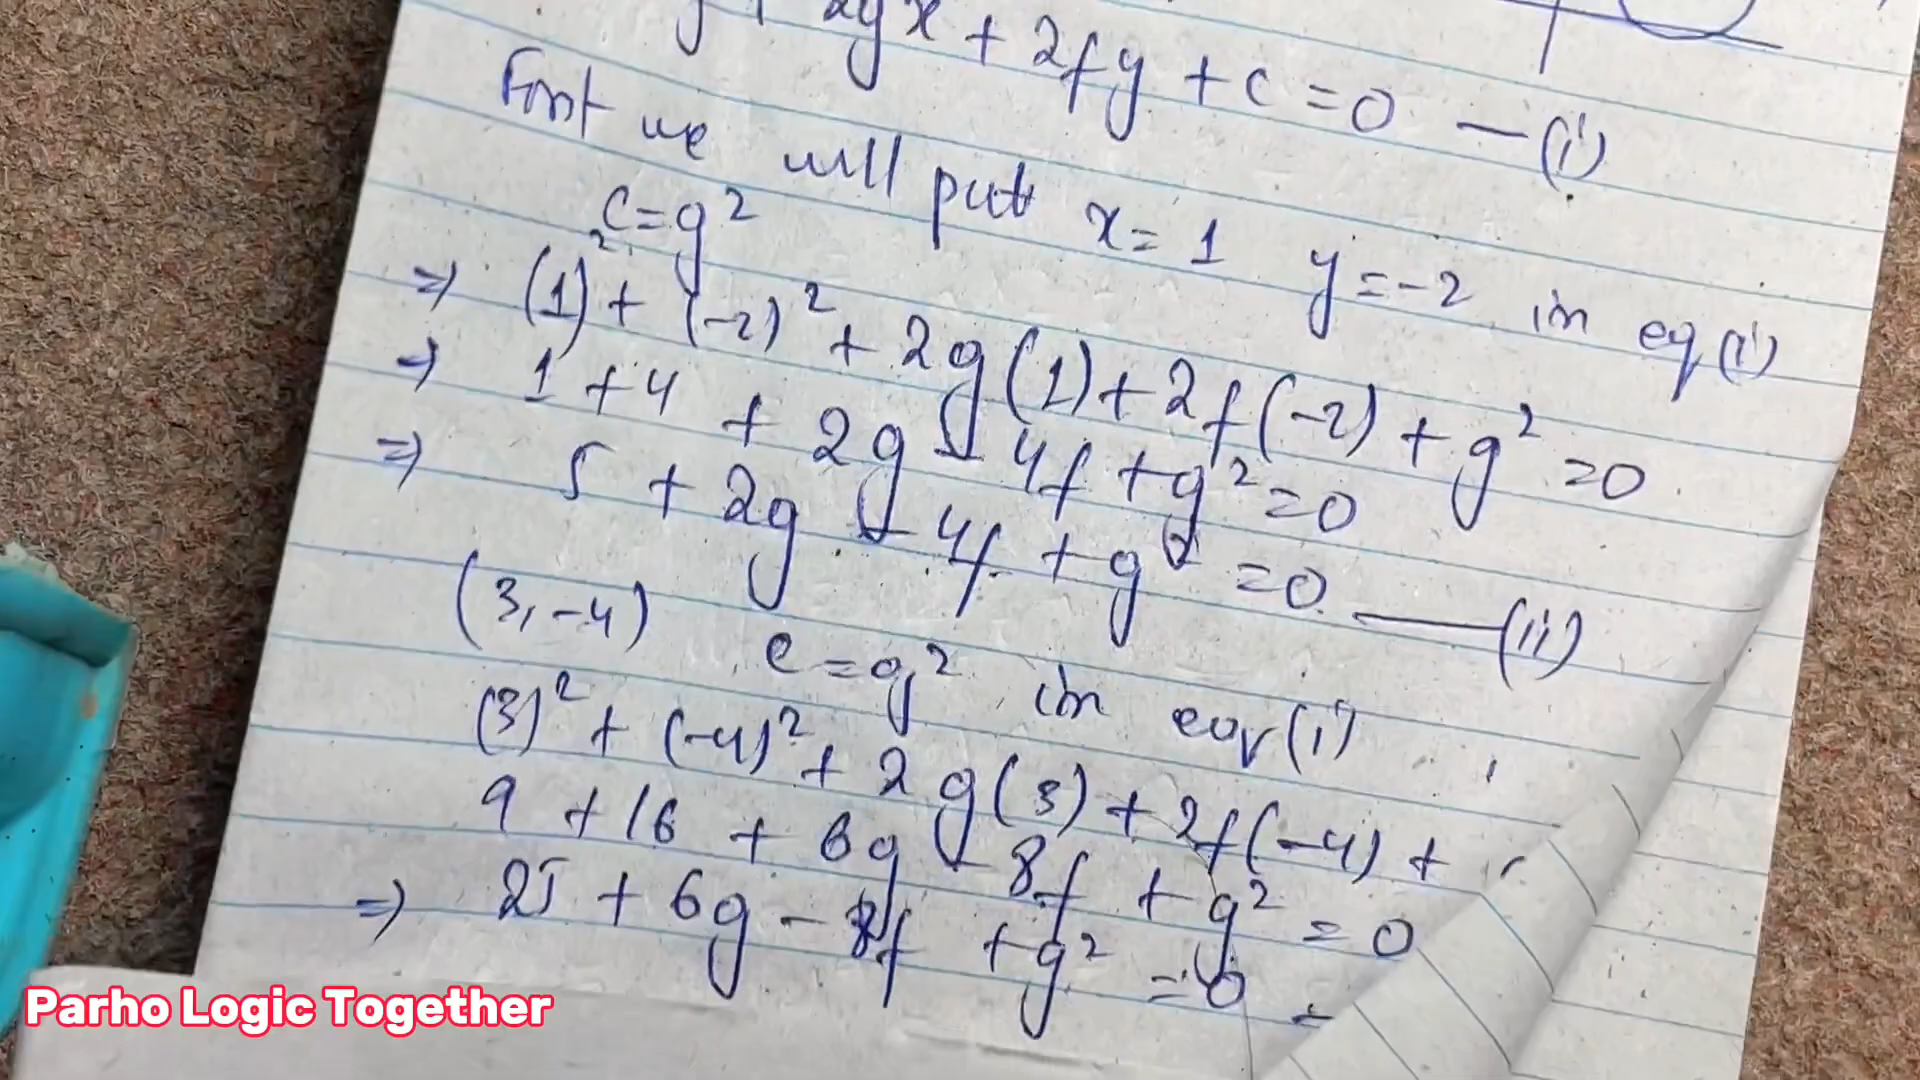 2gx + 2fy + c = 0 — (i)
First we will put x = 1 y = -2 in eq (i)
c = g²
⇒ (1)² + (-2)² + 2g(1) + 2f(-2) + g² = 0
⇒ 1 + 4 + 2g - 4f + g² = 0
⇒ 5 + 2g - 4f + g² = 0 — (ii)
(3, -4) c = g² in eqv (i)
(3)² + (-4)² + 2g(3) + 2f(-4) +
9 + 16 + 6g - 8f + g² = 0
⇒ 25 + 6g - 8f + g² = 0
Parho Logic Together